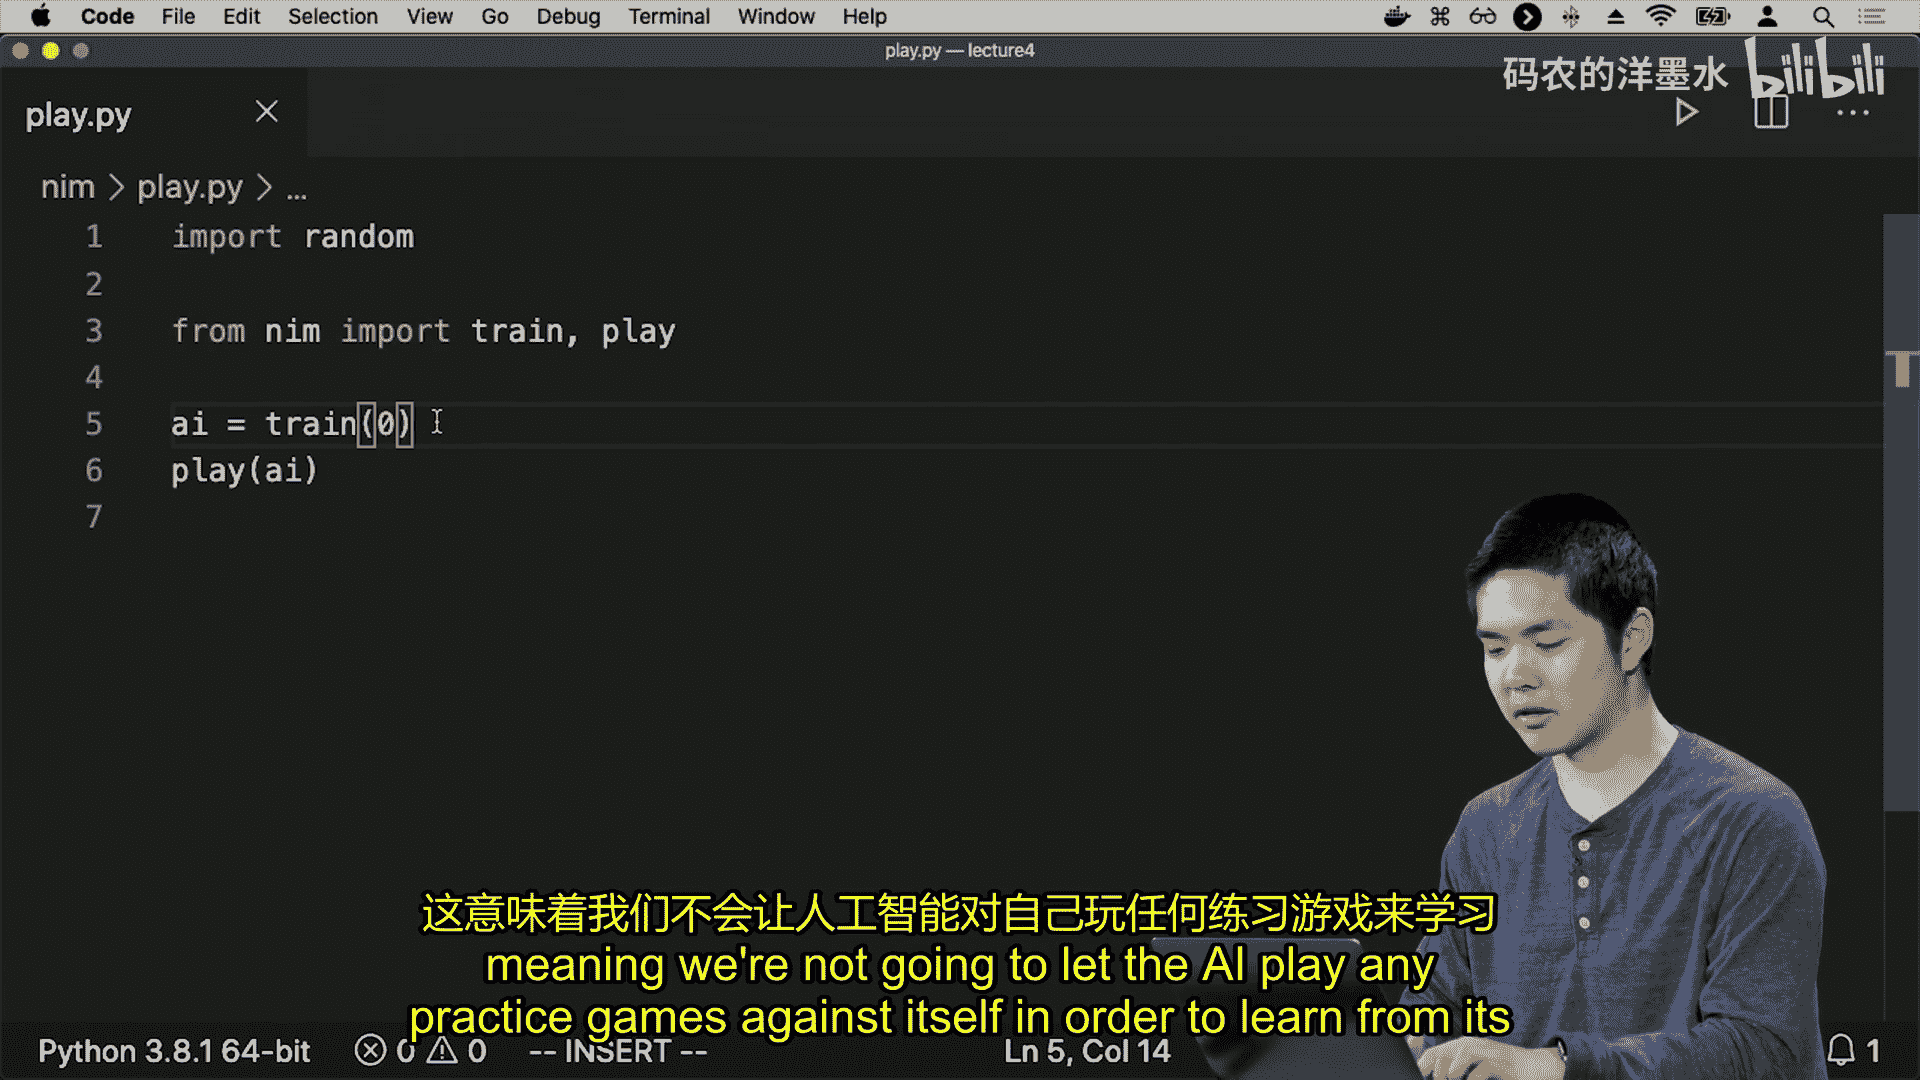 Code File Edit Selection View Go Debug Terminal Window Help
play.py — lecture4
码农的洋墨水 bilibili
play.py
nim > play.py > ...
1 import random
2
3 from nim import train, play
4
5 ai = train(0)
6 play(ai)
7
这意味着我们不会让人工智能对自己玩任何练习游戏来学习
meaning we're not going to let the AI play any
practice games against itself in order to learn from its
Python 3.8.1 64-bit 0 0 -- INSERT -- Ln 5, Col 14 1